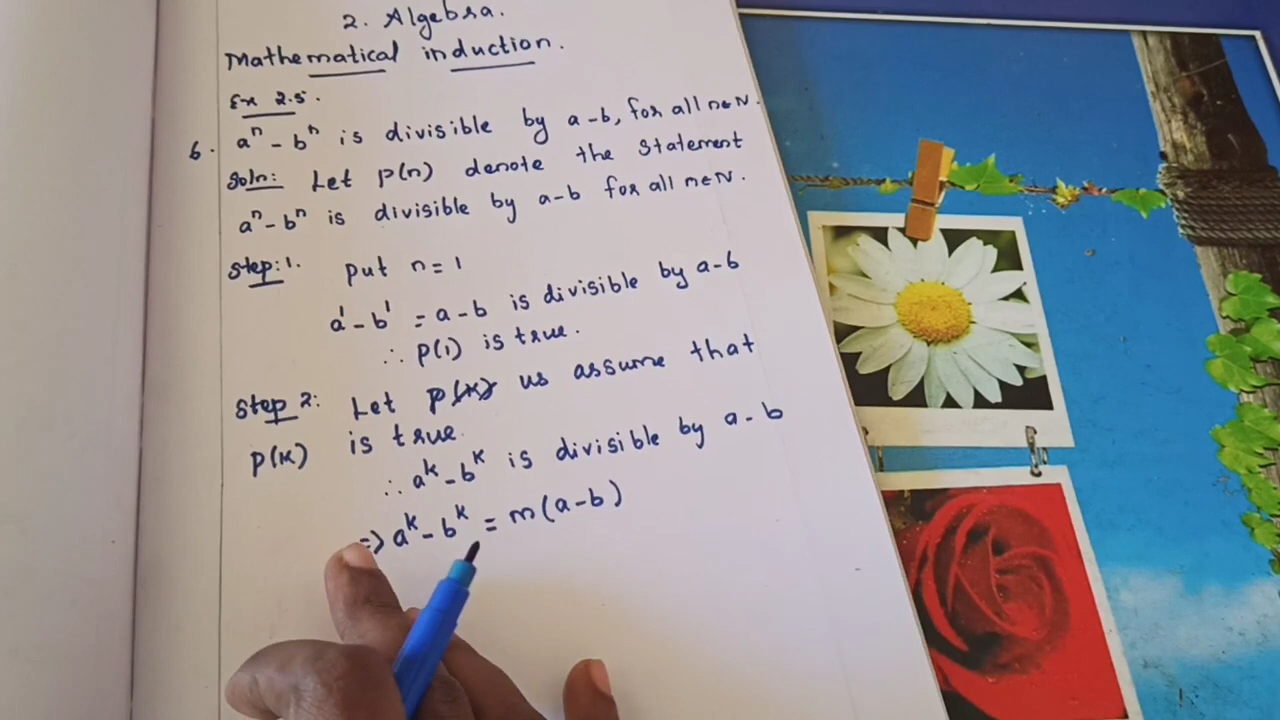 2. Algebra.
Mathematical induction.
Ex 2.5.
6. aⁿ - bⁿ is divisible by a-b, for all n∈N.
Soln: Let p(n) denote the statement
aⁿ - bⁿ is divisible by a-b for all n∈N.
Step:1. put n=1
a¹ - b¹ = a-b is divisible by a-b
∴ p(1) is true.
Step 2: Let p(k) us assume that
p(k) is true.
∴ aᵏ - bᵏ is divisible by a-b
=> aᵏ - bᵏ = m(a-b)